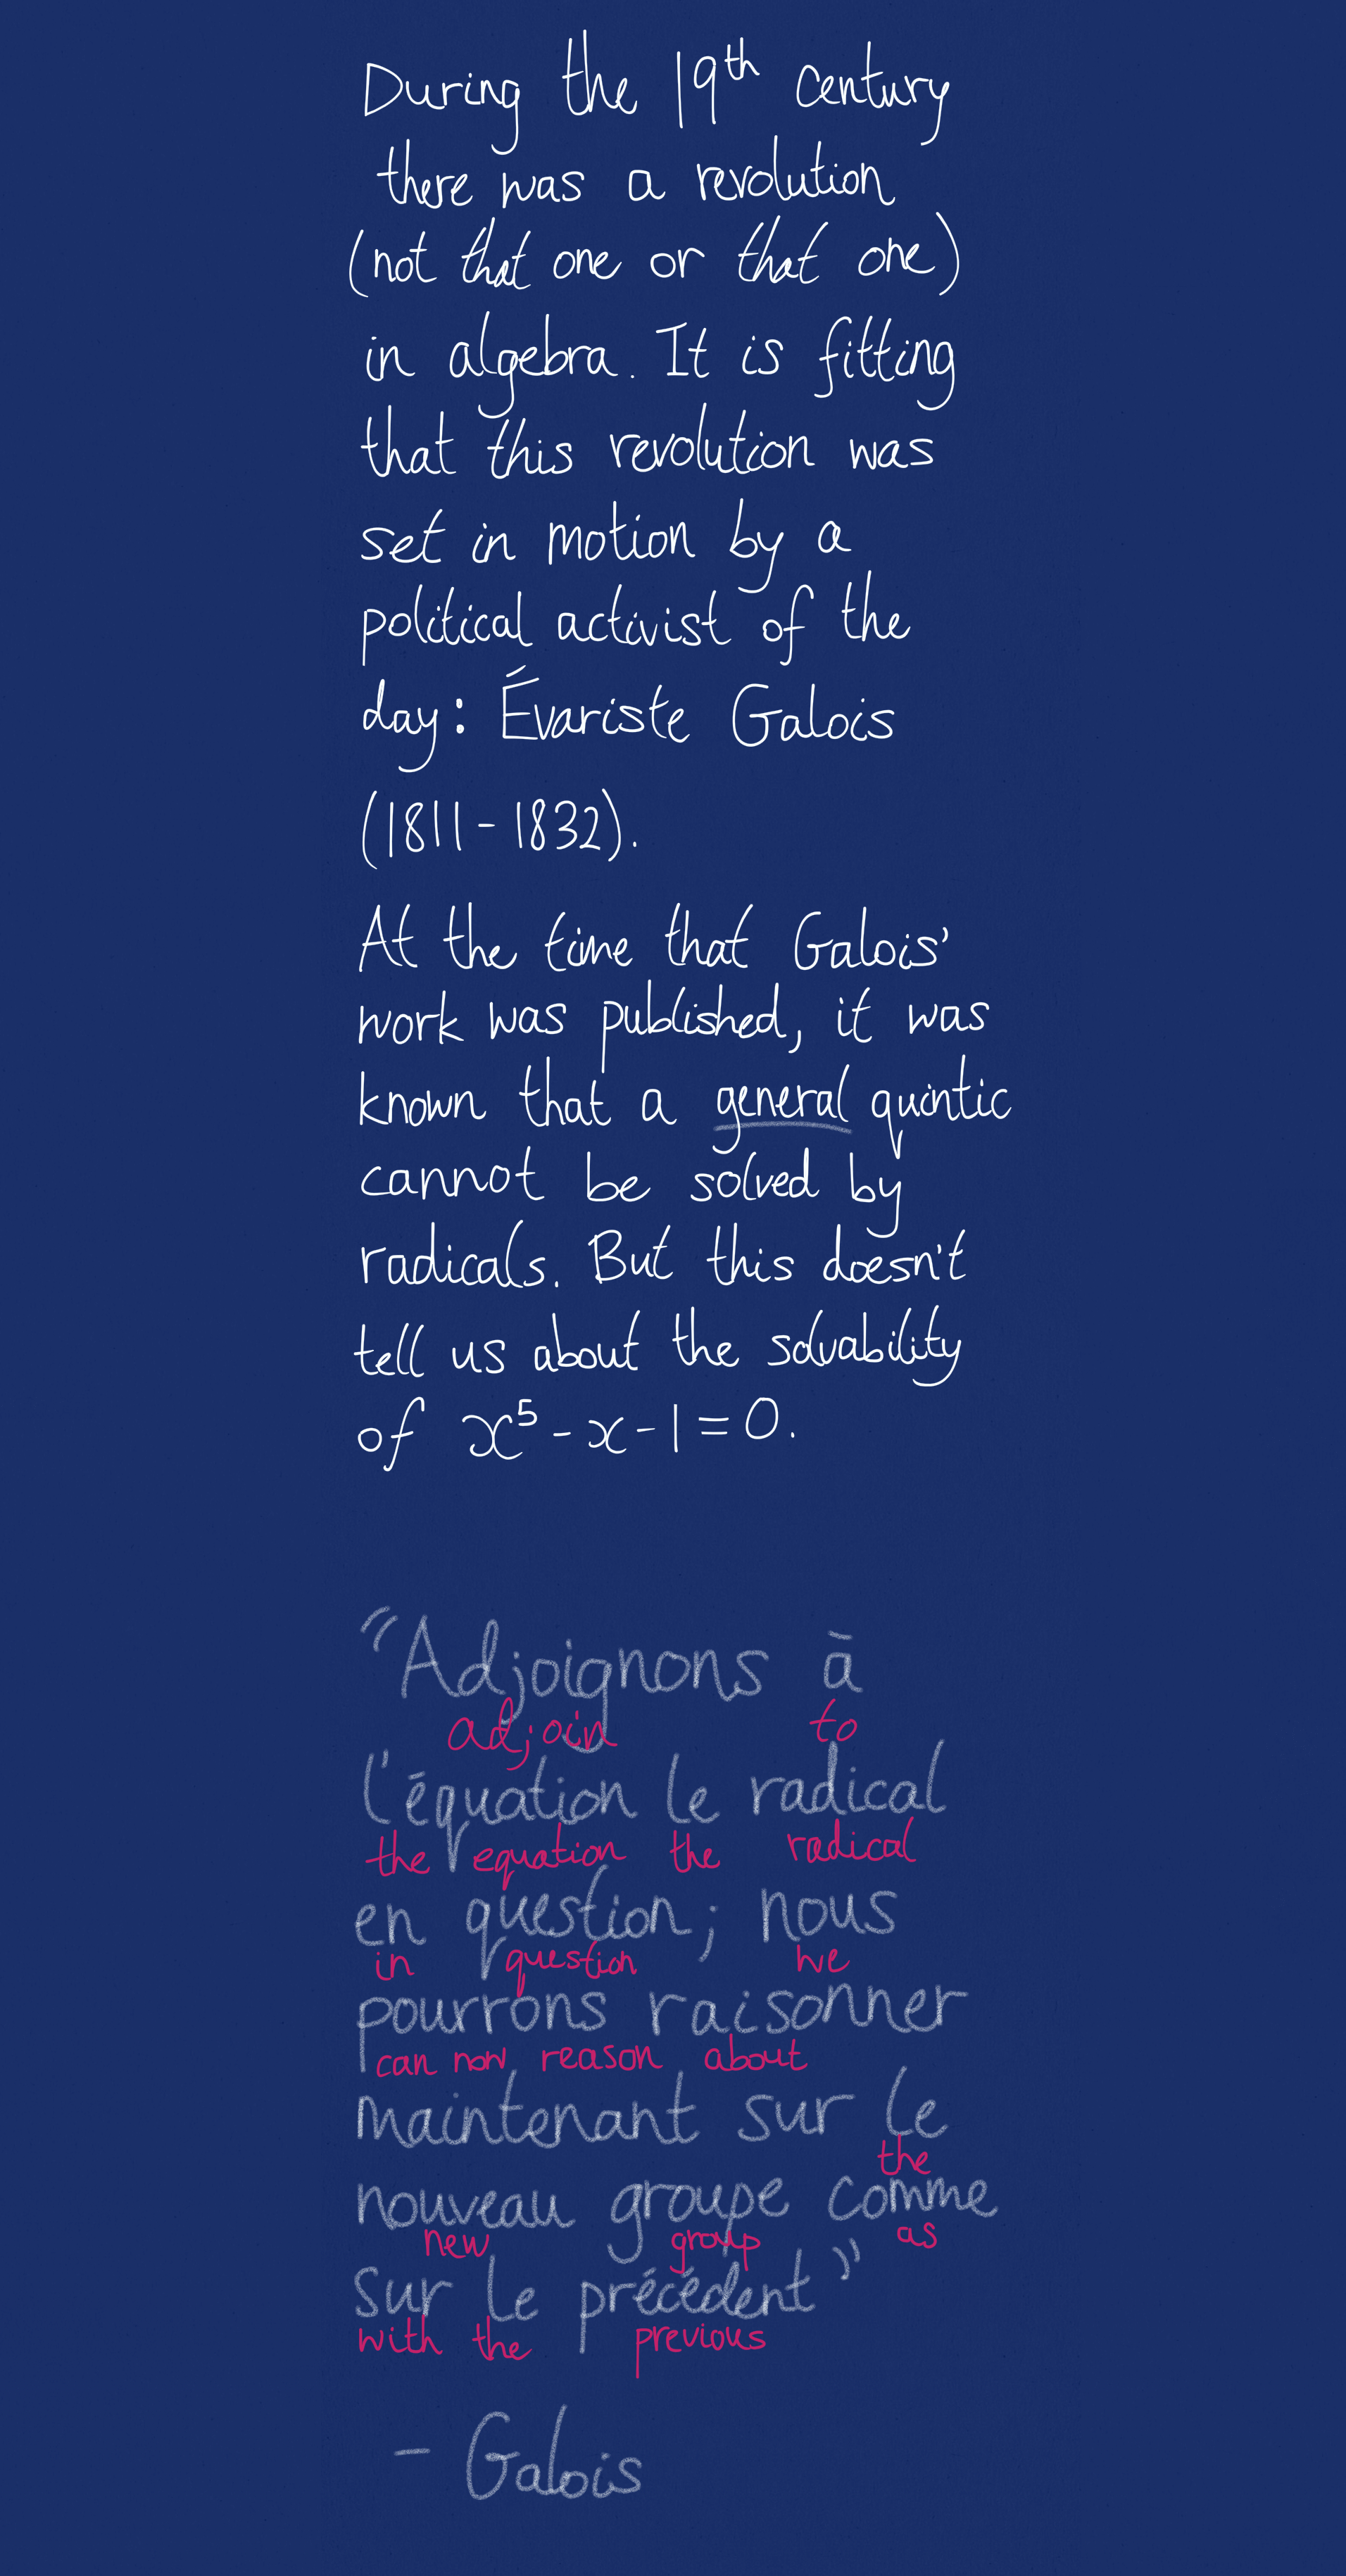 During the 19th century
there was a revolution
(not that one or that one)
in algebra. It is fitting
that this revolution was
set in motion by a
political activist of the
day: Évariste Galois
(1811-1832).
At the time that Galois'
work was published, it was
known that a general quintic
cannot be solved by
radicals. But this doesn't
tell us about the solvability
of x⁵-x-1=0.
"Adjoignons à
adjoin to
l'équation le radical
the equation the radical
en question; nous
in question we
pourrons raisonner
can now reason about
maintenant sur le
the
nouveau groupe comme
new group as
sur le précédent"
with the previous
- Galois